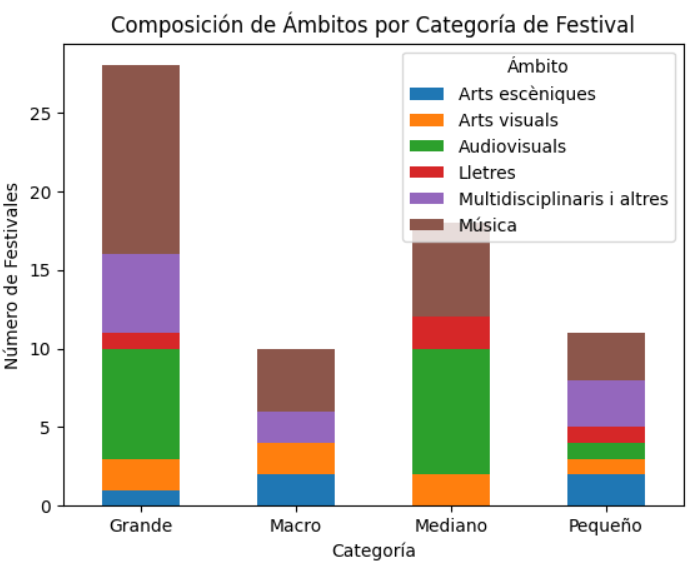 Composición de Ámbitos por Categoría de Festival
Número de Festivales
25
20
15
10
5
0
Ámbito
Arts escèniques
Arts visuals
Audiovisuals
Lletres
Multidisciplinaris i altres
Música
Grande
Macro
Mediano
Pequeño
Categoría